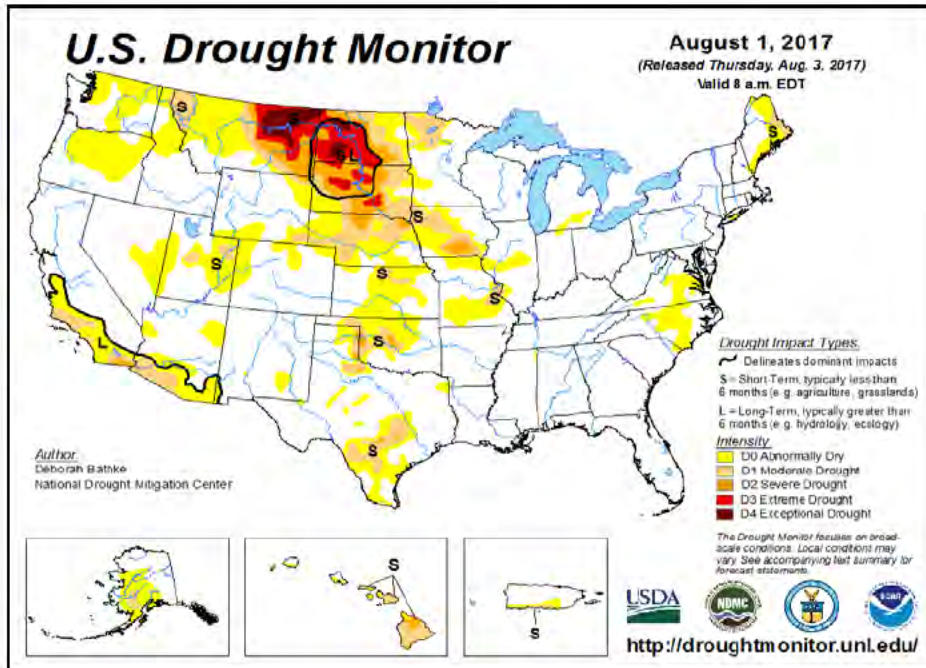 U.S. Drought Monitor
August 1, 2017
(Released Thursday, Aug. 3, 2017)
Valid 8 a.m. EDT
S
S
SL
S
S
S
S
S
S
L
S
Drought Impact Types:
Delineates dominant impacts
S = Short-Term, typically less than
6 months (e.g. agriculture, grasslands)
L = Long-Term, typically greater than
6 months (e.g. hydrology, ecology)
Intensity:
D0 Abnormally Dry
D1 Moderate Drought
D2 Severe Drought
D3 Extreme Drought
D4 Exceptional Drought
Author:
Deborah Bathke
National Drought Mitigation Center
The Drought Monitor focuses on broad-
scale conditions. Local conditions may
vary. See accompanying text summary for
forecast statements.
S
S
USDA
NDMC
NOAA
http://droughtmonitor.unl.edu/